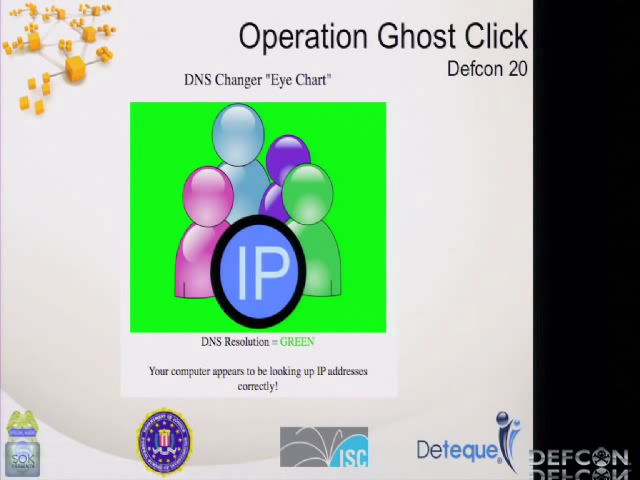 Operation Ghost Click
Defcon 20
DNS Changer "Eye Chart"
IP
DNS Resolution = GREEN
Your computer appears to be looking up IP addresses
correctly!
SOK
ISC
Deteque
DEFCON